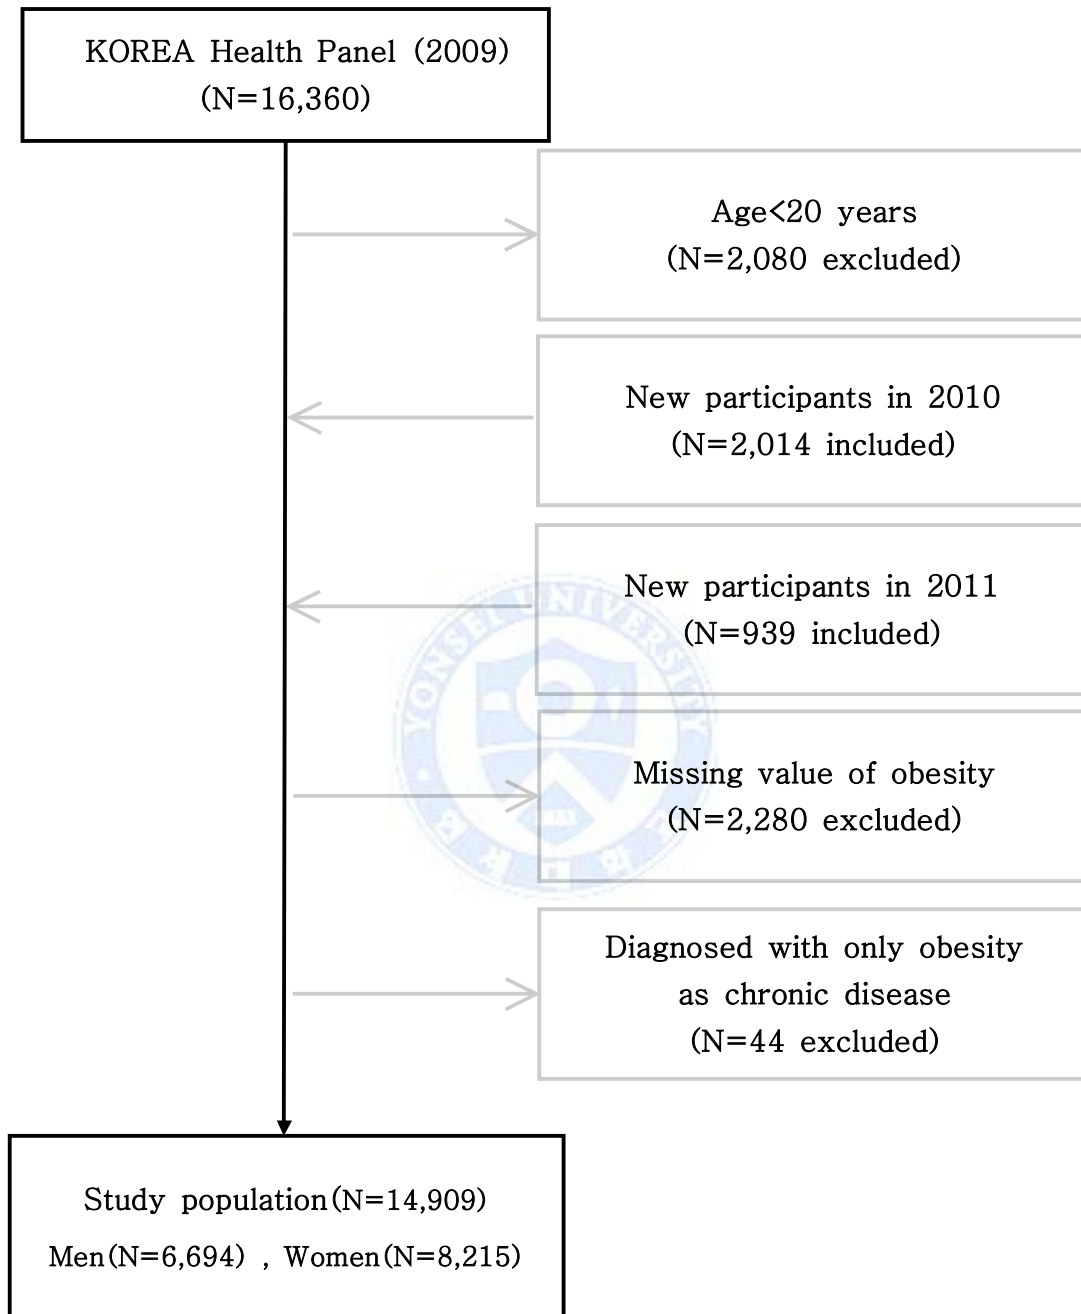 KOREA Health Panel (2009)
(N=16,360)
Age<20 years
(N=2,080 excluded)
New participants in 2010
(N=2,014 included)
New participants in 2011
(N=939 included)
Missing value of obesity
(N=2,280 excluded)
Diagnosed with only obesity
as chronic disease
(N=44 excluded)
Study population(N=14,909)
Men(N=6,694) , Women(N=8,215)
YONSEI UNIVERSITY